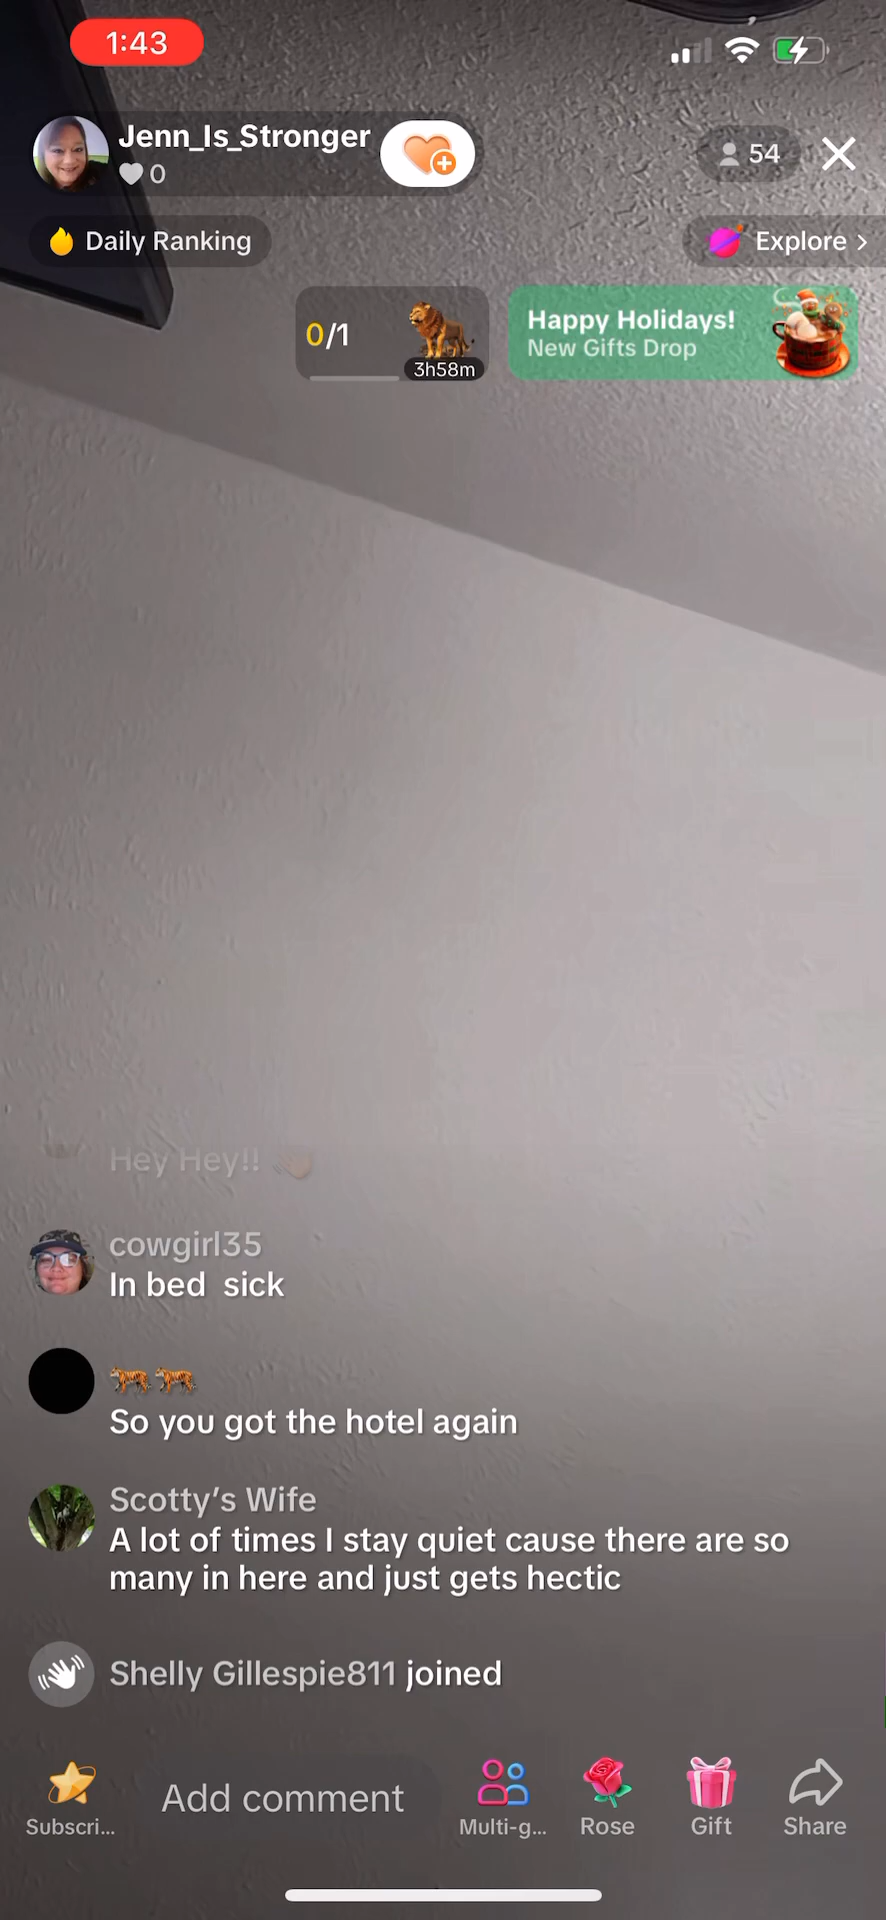 1:43
Jenn_Is_Stronger
0
54
Daily Ranking
Explore >
0/1
3h58m
Happy Holidays!
New Gifts Drop
Hey Hey!! 👋
cowgirl35
In bed sick
🐅🐅
So you got the hotel again
Scotty's Wife
A lot of times I stay quiet cause there are so
many in here and just gets hectic
Shelly Gillespie811 joined
Subscri...
Add comment
Multi-g...
Rose
Gift
Share